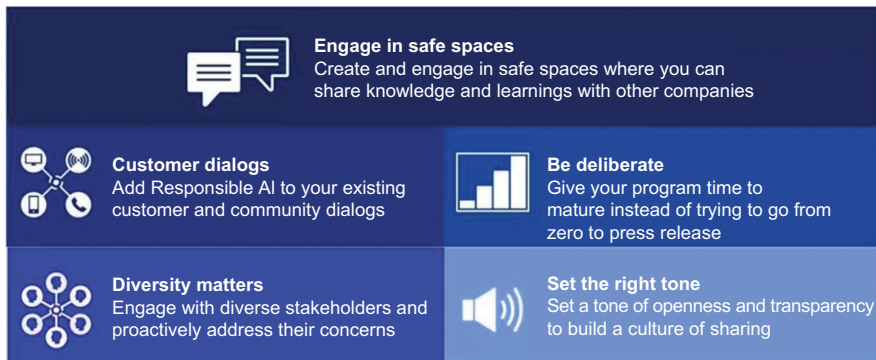 Engage in safe spaces
Create and engage in safe spaces where you can
share knowledge and learnings with other companies
Customer dialogs
Add Responsible AI to your existing
customer and community dialogs
Be deliberate
Give your program time to
mature instead of trying to go from
zero to press release
Diversity matters
Engage with diverse stakeholders and
proactively address their concerns
Set the right tone
Set a tone of openness and transparency
to build a culture of sharing